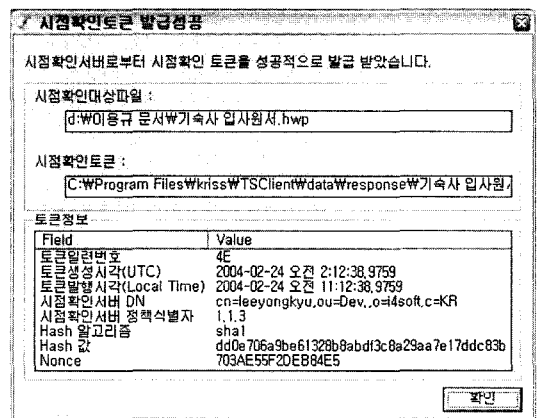 시점확인토큰 발급성공
시점확인서버로부터 시점확인 토큰을 성공적으로 발급 받았습니다.
시점확인대상파일 :
d:₩이용규 문서₩기숙사 입사원서.hwp
시점확인토큰 :
C:₩Program Files₩kriss₩TSClient₩data₩response₩기숙사 입사원
토큰정보
Field Value
토큰일련번호 4E
토큰생성시각(UTC) 2004-02-24 오전 2:12:38,9759
토큰발행시각(Local Time) 2004-02-24 오전 11:12:38,9759
시점확인서버 DN cn=leeyongkyu,ou=Dev.,o=i4soft,c=KR
시점확인서버 정책식별자 1,1,3
Hash 알고리즘 sha1
Hash 값 dd0e706a9be61328b8abdf3c8a29aa7e17ddc83b
Nonce 703AE55F2DEB84E5
확인